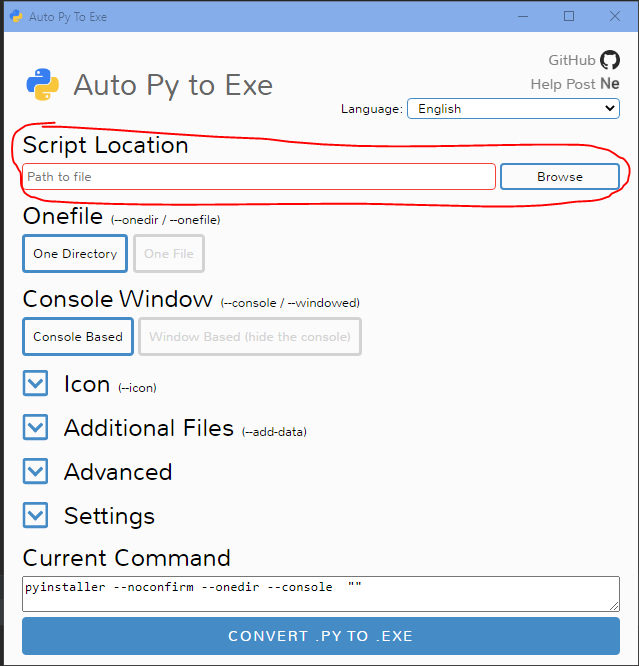 Auto Py To Exe
GitHub
Auto Py to Exe
Help Post Ne
Language: English
Script Location
Path to file Browse
Onefile (--onedir / --onefile)
One Directory One File
Console Window (--console / --windowed)
Console Based Window Based (hide the console)
Icon (--icon)
Additional Files (--add-data)
Advanced
Settings
Current Command
pyinstaller --noconfirm --onedir --console  ""
CONVERT .PY TO .EXE